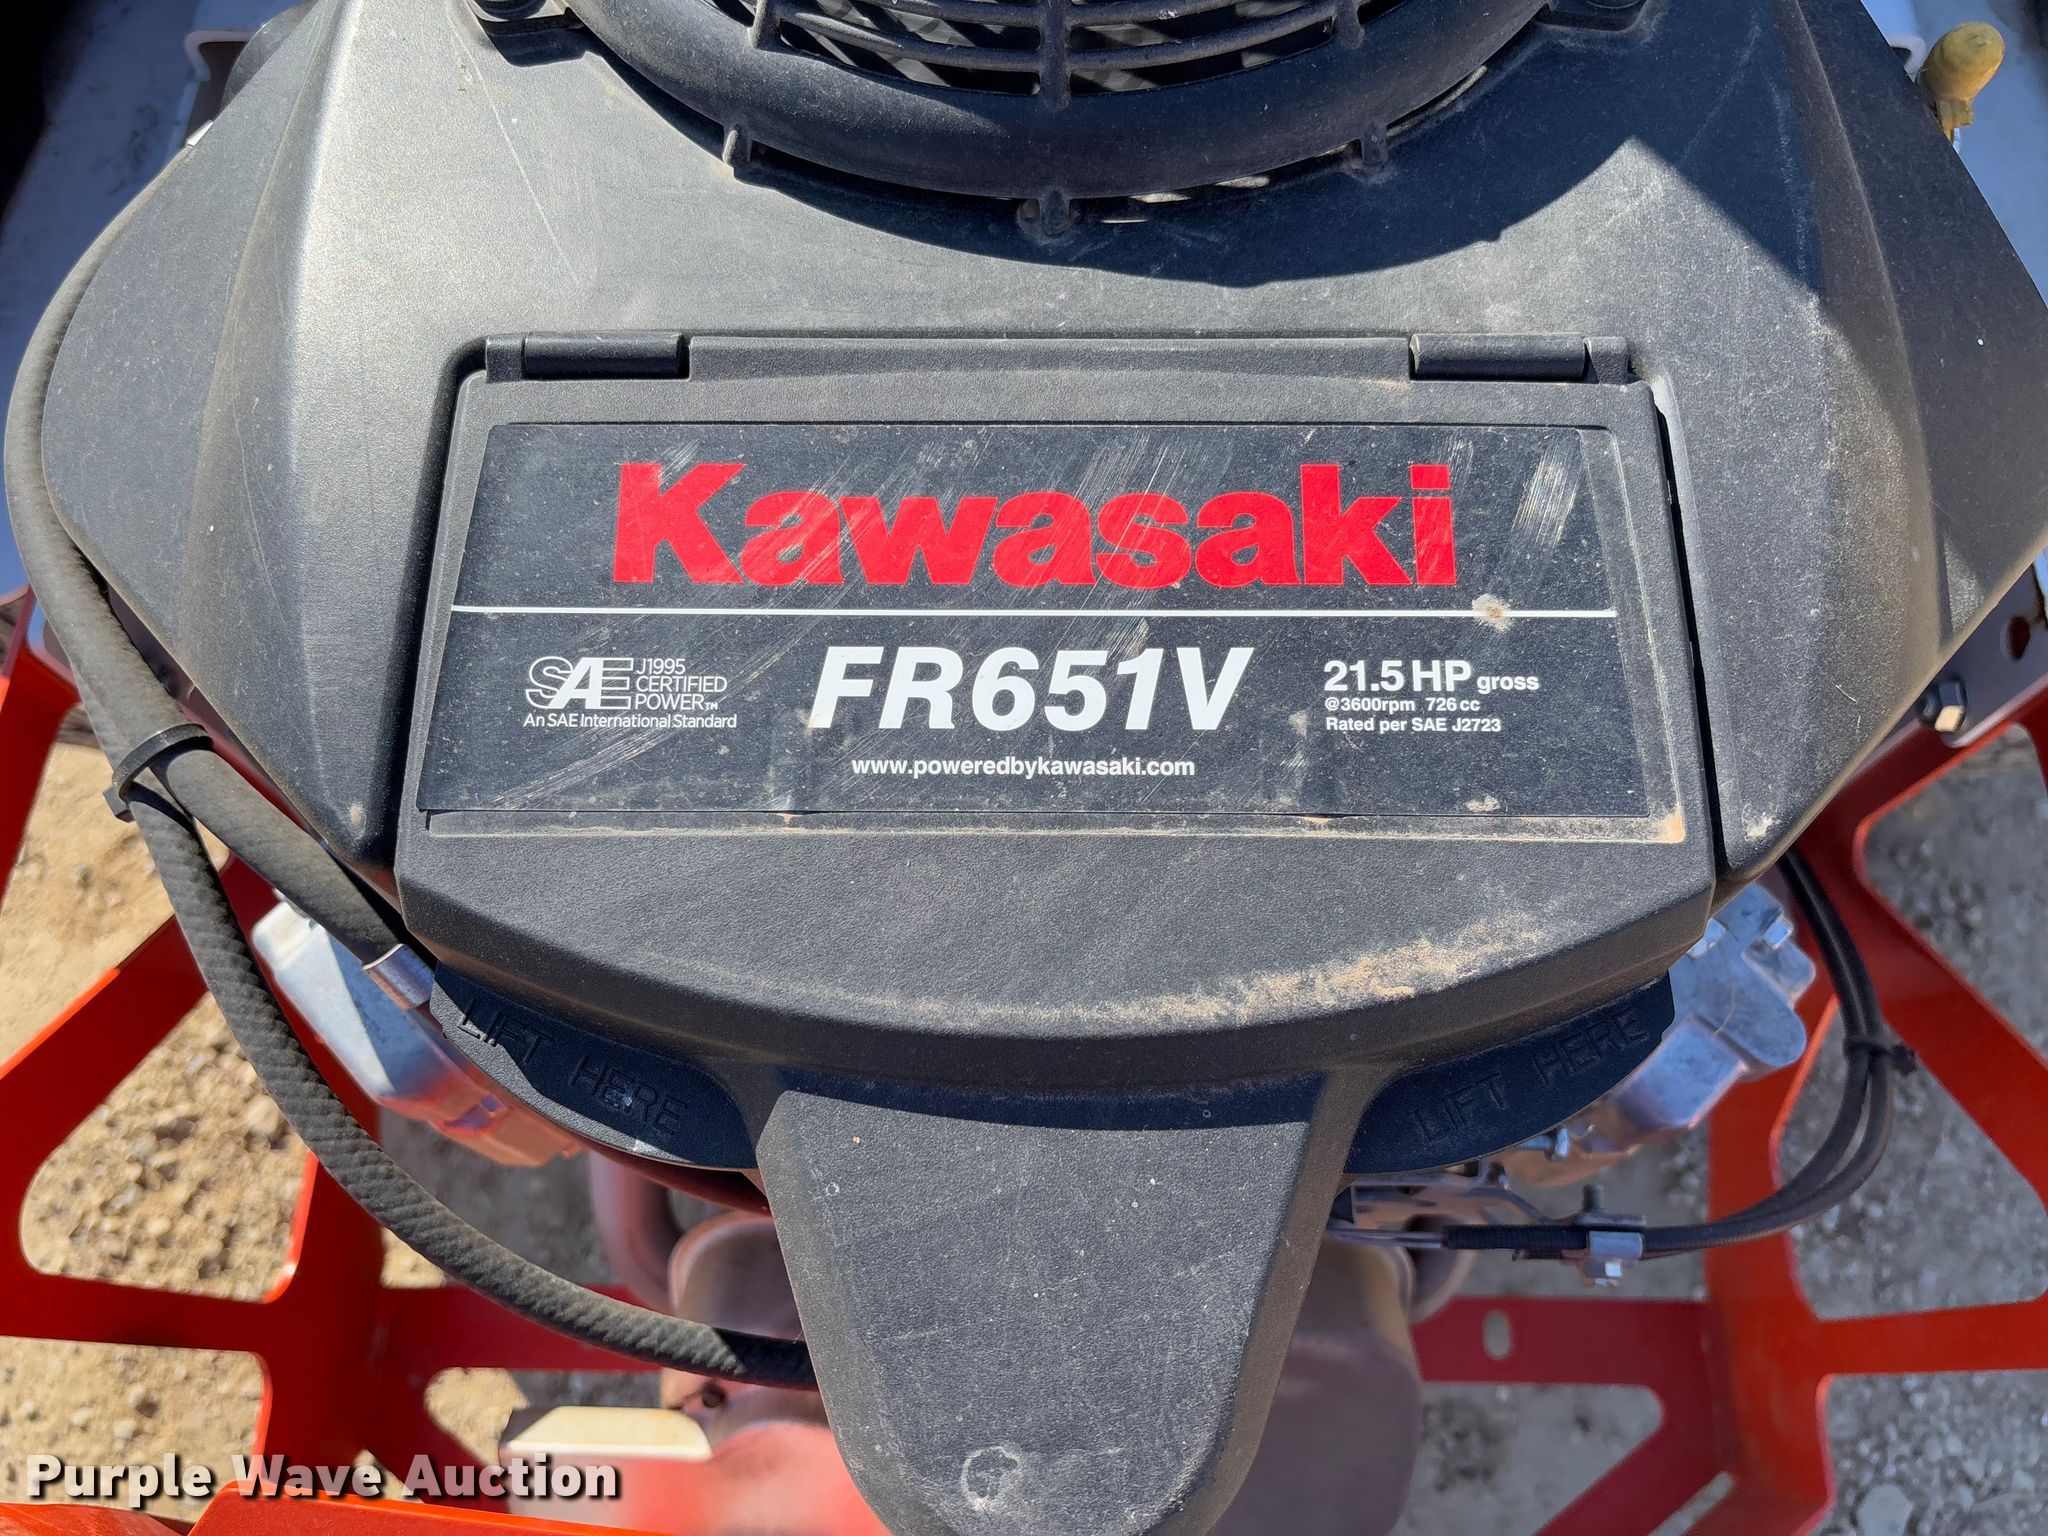 Kawasaki
SAE J1995
CERTIFIED
POWER™
An SAE International Standard
FR651V
21.5 HP gross
@3600rpm 726 cc
Rated per SAE J2723
www.poweredbykawasaki.com
LIFT HERE
LIFT HERE
Purple Wave Auction